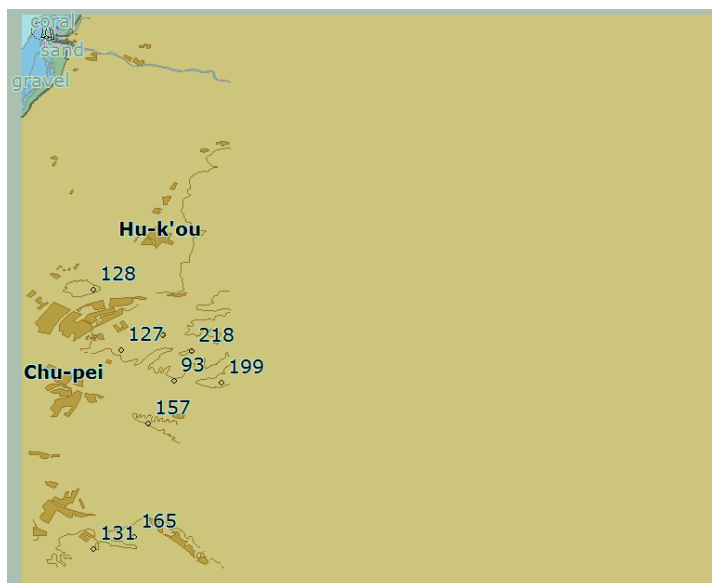 coral
sand
gravel
Hu-k'ou
128
127
218
93
199
Chu-pei
157
165
131